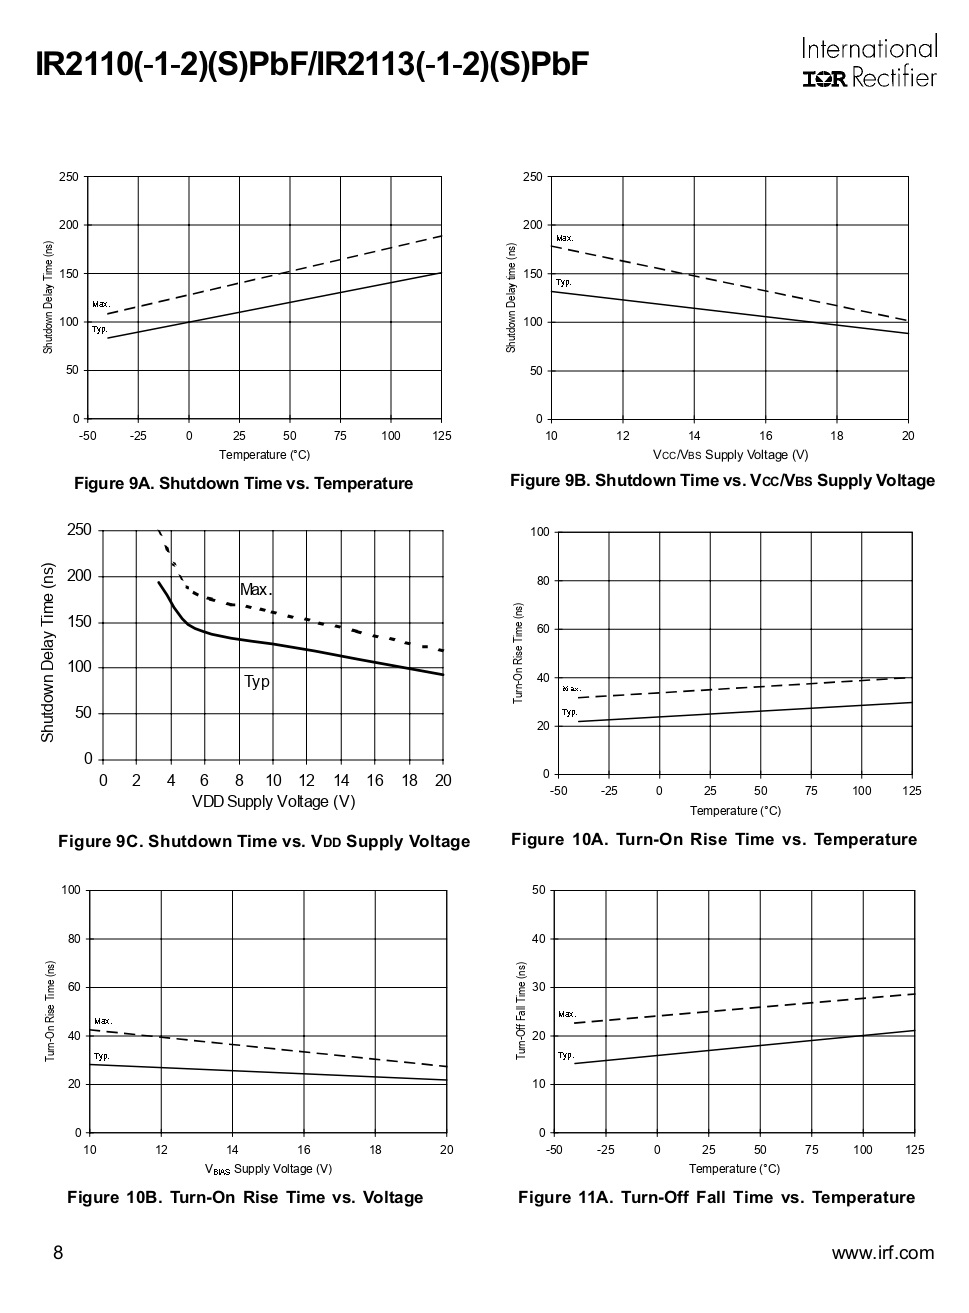 IR2110(-1-2)(S)PbF/IR2113(-1-2)(S)PbF
International
IOR Rectifier
250
200
150
100
50
0
Shutdown Delay Time (ns)
Max.
Typ.
-50 -25 0 25 50 75 100 125
Temperature (°C)
Figure 9A. Shutdown Time vs. Temperature
250
200
150
100
50
0
Shutdown Delay time (ns)
Max.
Typ.
10 12 14 16 18 20
VCC/VBS Supply Voltage (V)
Figure 9B. Shutdown Time vs. VCC/VBS Supply Voltage
250
200
150
100
50
0
Shutdown Delay Time (ns)
Max.
Typ
0 2 4 6 8 10 12 14 16 18 20
VDD Supply Voltage (V)
Figure 9C. Shutdown Time vs. VDD Supply Voltage
100
80
60
40
20
0
Turn-On Rise Time (ns)
Max.
Typ.
-50 -25 0 25 50 75 100 125
Temperature (°C)
Figure 10A. Turn-On Rise Time vs. Temperature
100
80
60
40
20
0
Turn-On Rise Time (ns)
Max.
Typ.
10 12 14 16 18 20
VBIAS Supply Voltage (V)
Figure 10B. Turn-On Rise Time vs. Voltage
50
40
30
20
10
0
Turn-Off Fall Time (ns)
Max.
Typ.
-50 -25 0 25 50 75 100 125
Temperature (°C)
Figure 11A. Turn-Off Fall Time vs. Temperature
8
www.irf.com